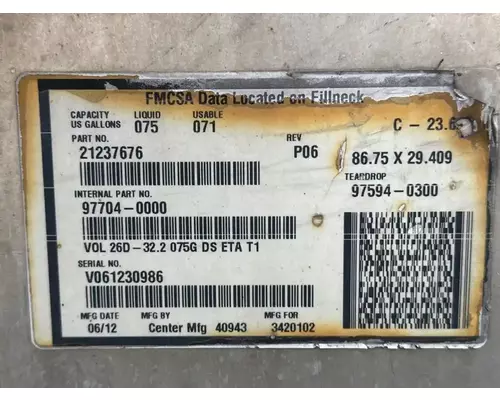 FMCSA Data Located on Fillneck
CAPACITY LIQUID USABLE
US GALLONS 075 071 C - 23.6
PART NO. REV
21237676 P06 86.75 X 29.409
TEARDROP
INTERNAL PART NO. 97594-0300
97704-0000
VOL 26D-32.2 075G DS ETA T1
SERIAL NO.
V061230986
MFG DATE MFG BY MFG FOR
06/12 Center Mfg 40943 3420102